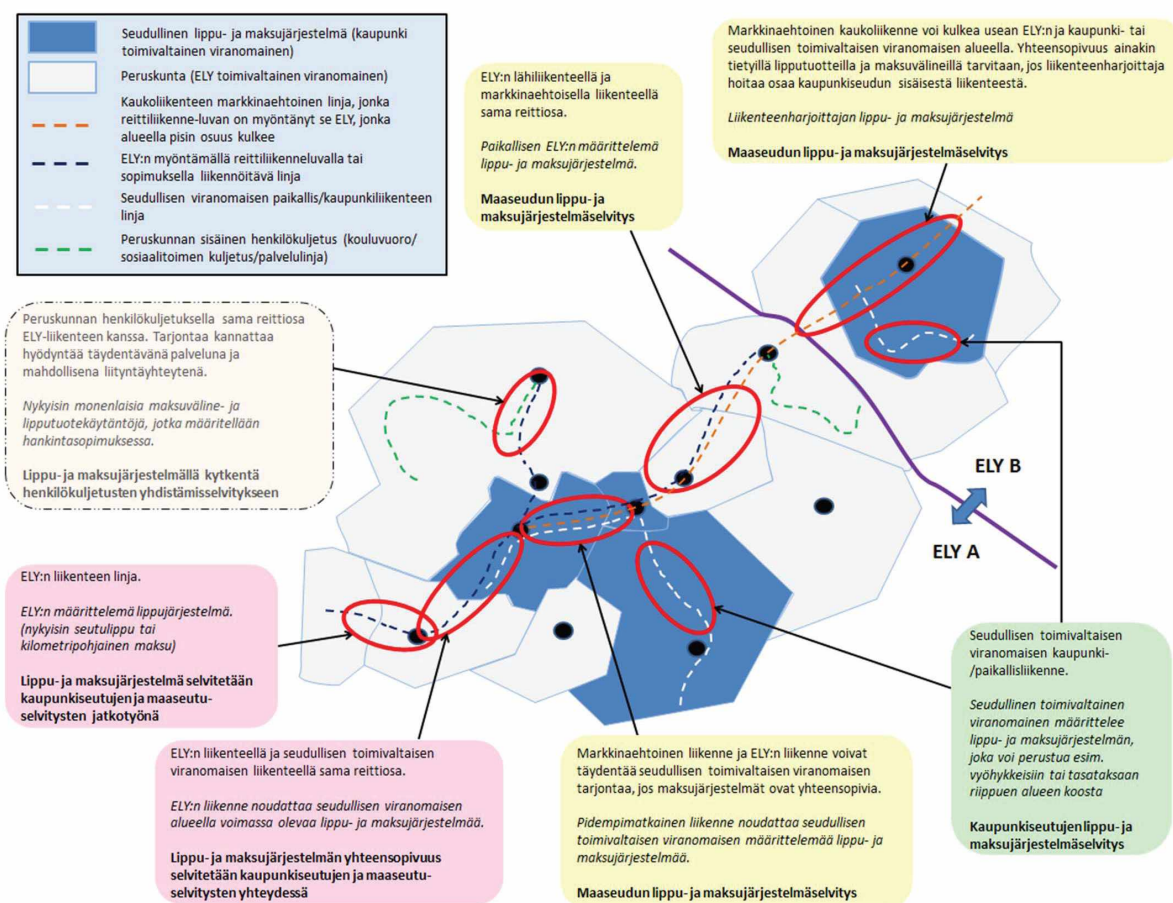 Seudullinen lippu- ja maksujärjestelmä (kaupunki
toimivaltainen viranomainen)
Peruskunta (ELY toimivaltainen viranomainen)
Kaukoliikenteen markkinaehtoinen linja, jonka
reittiliikenne-luvan on myöntänyt se ELY, jonka
alueella pisin osuus kulkee
ELY:n myöntämällä reittiliikenneluvalla tai
sopimuksella liikennöitävä linja
Seudullisen viranomaisen paikallis/kaupunkiliikenteen
linja
Peruskunnan sisäinen henkilökuljetus (kouluvuoro/
sosiaalitoimen kuljetus/palvelulinja)
ELY:n lähiliikenteellä ja
markkinaehtoisella liikenteellä
sama reittiosa.
Paikallisen ELY:n määrittelemä
lippu- ja maksujärjestelmä.
Maaseudun lippu- ja
maksujärjestelmäselvitys
Markkinaehtoinen kaukoliikenne voi kulkea usean ELY:n ja kaupunki- tai
seudullisen toimivaltaisen viranomaisen alueella. Yhteensopivuus ainakin
tietyillä lipputuotteilla ja maksuvälineillä tarvitaan, jos liikenteenharjoittaja
hoitaa osaa kaupunkiseudun sisäisestä liikenteestä.
Liikenteenharjoittajan lippu- ja maksujärjestelmä
Maaseudun lippu- ja maksujärjestelmäselvitys
Peruskunnan henkilökuljetuksella sama reittiosa
ELY-liikenteen kanssa. Tarjontaa kannattaa
hyödyntää täydentävänä palveluna ja
mahdollisena liityntäyhteytenä.
Nykyisin monenlaisia maksuväline- ja
lipputuotekäytäntöjä, jotka määritellään
hankintasopimuksessa.
Lippu- ja maksujärjestelmällä kytkentä
henkilökuljetusten yhdistämisselvitykseen
ELY B
ELY A
ELY:n liikenteen linja.
ELY:n määrittelemä lippujärjestelmä.
(nykyisin seutulippu tai
kilometripohjainen maksu)
Lippu- ja maksujärjestelmä selvitetään
kaupunkiseutujen ja maaseutu-
selvitysten jatkotyönä
ELY:n liikenteellä ja seudullisen toimivaltaisen
viranomaisen liikenteellä sama reittiosa.
ELY:n liikenne noudattaa seudullisen viranomaisen
alueella voimassa olevaa lippu- ja maksujärjestelmää.
Lippu- ja maksujärjestelmän yhteensopivuus
selvitetään kaupunkiseutujen ja maaseutu-
selvitysten yhteydessä
Markkinaehtoinen liikenne ja ELY:n liikenne voivat
täydentää seudullisen toimivaltaisen viranomaisen
tarjontaa, jos maksujärjestelmät ovat yhteensopivia.
Pidempimatkainen liikenne noudattaa seudullisen
toimivaltaisen viranomaisen määrittelemää lippu- ja
maksujärjestelmää.
Maaseudun lippu- ja maksujärjestelmäselvitys
Seudullisen toimivaltaisen
viranomaisen kaupunki-
/paikallisliikenne.
Seudullinen toimivaltainen
viranomainen määrittelee
lippu- ja maksujärjestelmän,
joka voi perustua esim.
vyöhykkeisiin tai tasataksaan
riippuen alueen koosta
Kaupunkiseutujen lippu- ja
maksujärjestelmäselvitys